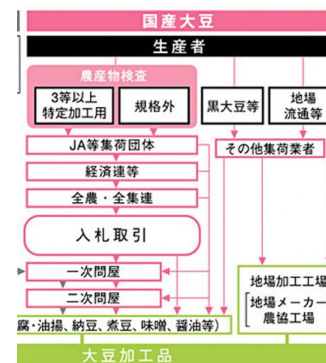 国産大豆
生産者
農産物検査
3等以上
特定加工用
規格外
黒大豆等
地場
流通等
JA等集荷団体
その他集荷業者
経済連等
全農・全集連
入札取引
一次問屋
二次問屋
地場加工工場
地場メーカー
農協工場
腐・油揚、納豆、煮豆、味噌、醤油等)
大豆加工品